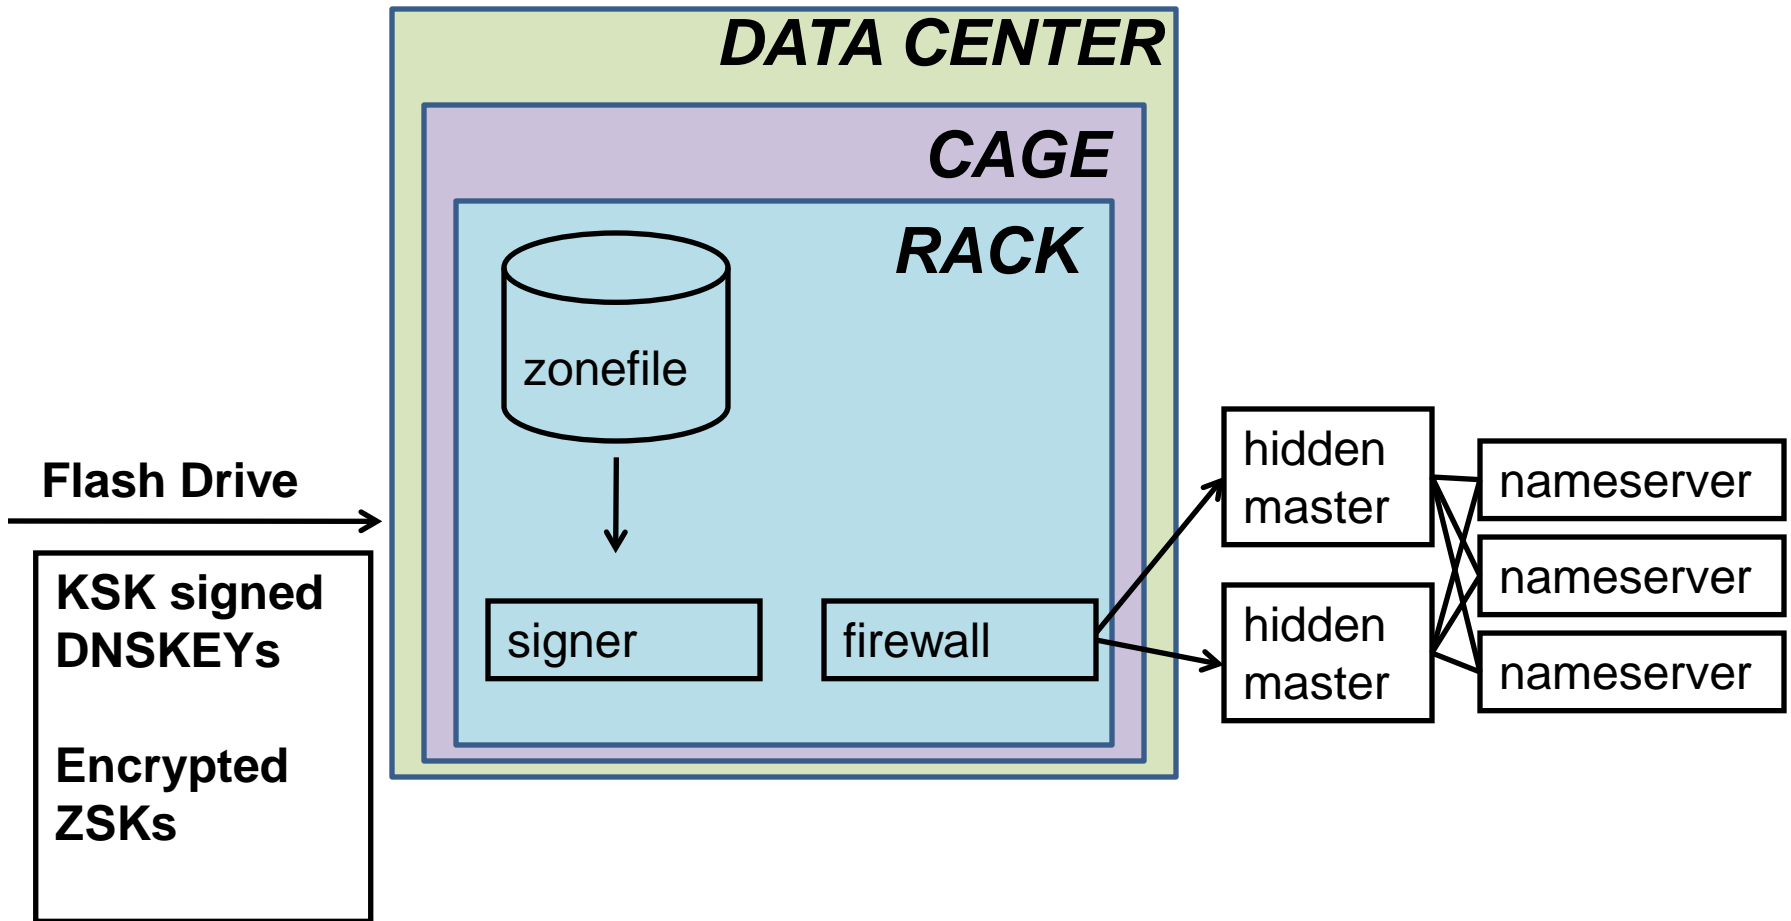 DATA CENTER
CAGE
RACK
zonefile
Flash Drive
KSK signed
DNSKEYs
Encrypted
ZSKs
signer
firewall
hidden
master
hidden
master
nameserver
nameserver
nameserver